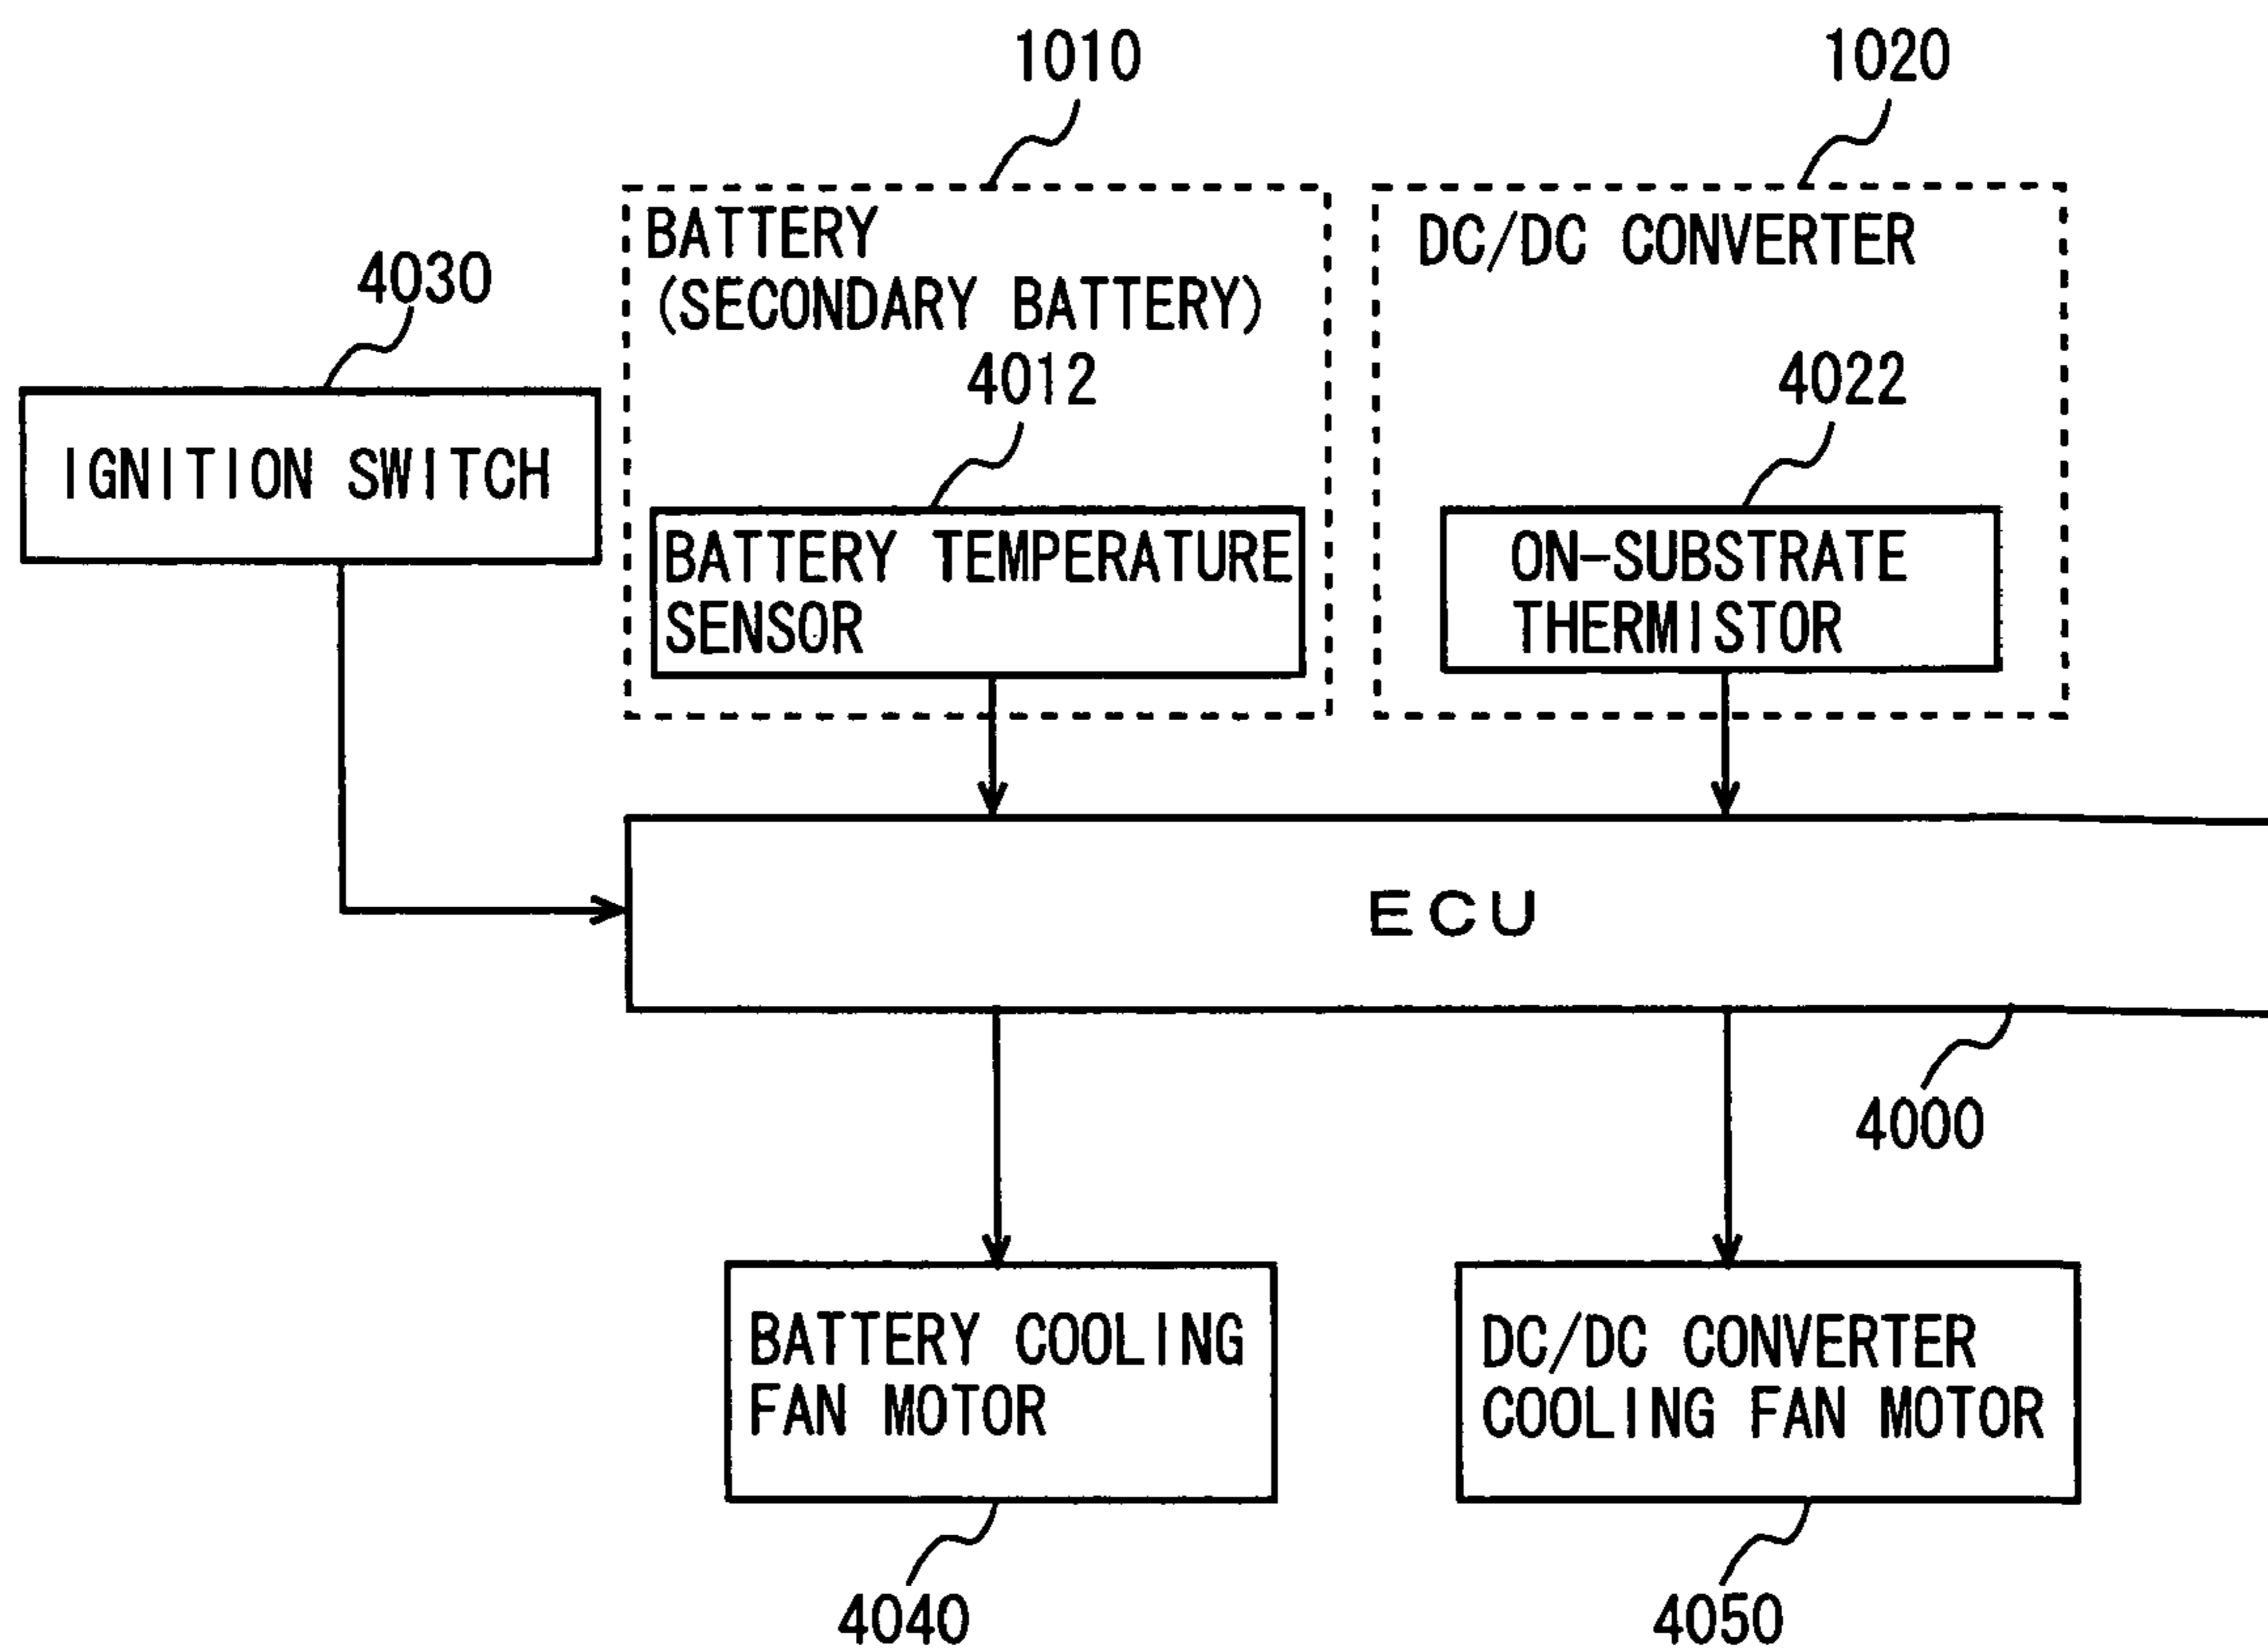 1010
1020
BATTERY
(SECONDARY BATTERY)
DC/DC CONVERTER
4030
4012
4022
IGNITION SWITCH
BATTERY TEMPERATURE
SENSOR
ON-SUBSTRATE
THERMISTOR
ECU
4000
BATTERY COOLING
FAN MOTOR
DC/DC CONVERTER
COOLING FAN MOTOR
4040
4050